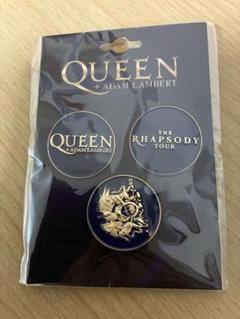 QUEEN
+ ADAM LAMBERT
QUEEN
+ ADAM LAMBERT
THE
RHAPSODY
TOUR